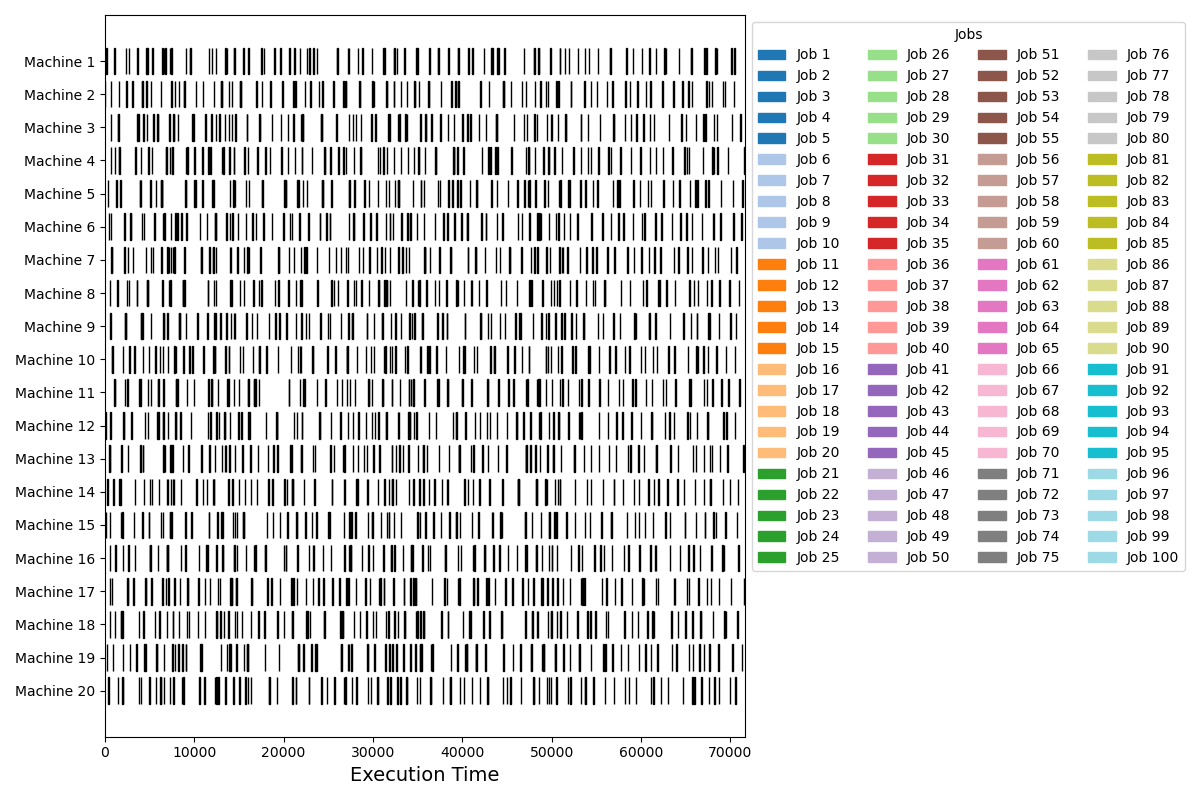 Machine 1
Machine 2
Machine 3
Machine 4
Machine 5
Machine 6
Machine 7
Machine 8
Machine 9
Machine 10
Machine 11
Machine 12
Machine 13
Machine 14
Machine 15
Machine 16
Machine 17
Machine 18
Machine 19
Machine 20
0 10000 20000 30000 40000 50000 60000 70000
Execution Time
Jobs
Job 1 Job 26 Job 51 Job 76
Job 2 Job 27 Job 52 Job 77
Job 3 Job 28 Job 53 Job 78
Job 4 Job 29 Job 54 Job 79
Job 5 Job 30 Job 55 Job 80
Job 6 Job 31 Job 56 Job 81
Job 7 Job 32 Job 57 Job 82
Job 8 Job 33 Job 58 Job 83
Job 9 Job 34 Job 59 Job 84
Job 10 Job 35 Job 60 Job 85
Job 11 Job 36 Job 61 Job 86
Job 12 Job 37 Job 62 Job 87
Job 13 Job 38 Job 63 Job 88
Job 14 Job 39 Job 64 Job 89
Job 15 Job 40 Job 65 Job 90
Job 16 Job 41 Job 66 Job 91
Job 17 Job 42 Job 67 Job 92
Job 18 Job 43 Job 68 Job 93
Job 19 Job 44 Job 69 Job 94
Job 20 Job 45 Job 70 Job 95
Job 21 Job 46 Job 71 Job 96
Job 22 Job 47 Job 72 Job 97
Job 23 Job 48 Job 73 Job 98
Job 24 Job 49 Job 74 Job 99
Job 25 Job 50 Job 75 Job 100